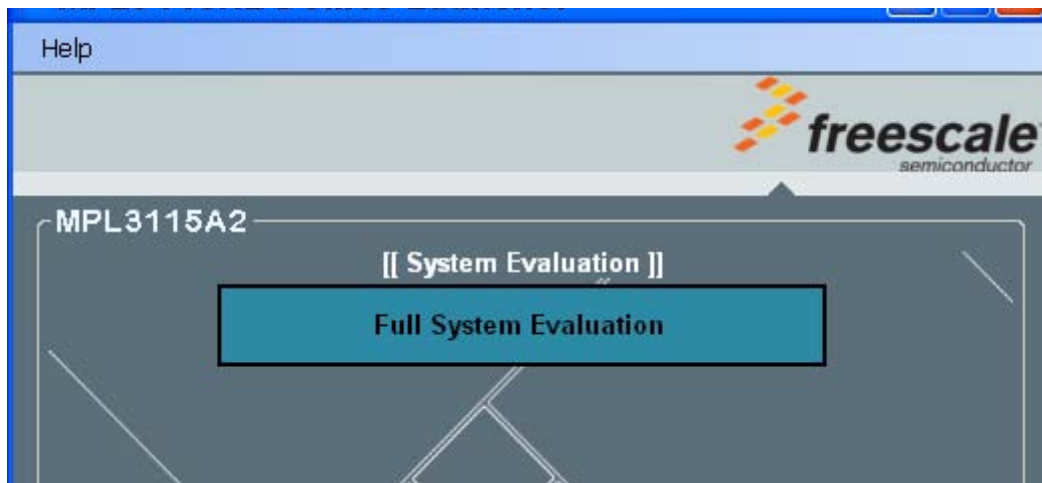 Help
freescale
semiconductor
MPL3115A2
[[ System Evaluation ]]
Full System Evaluation